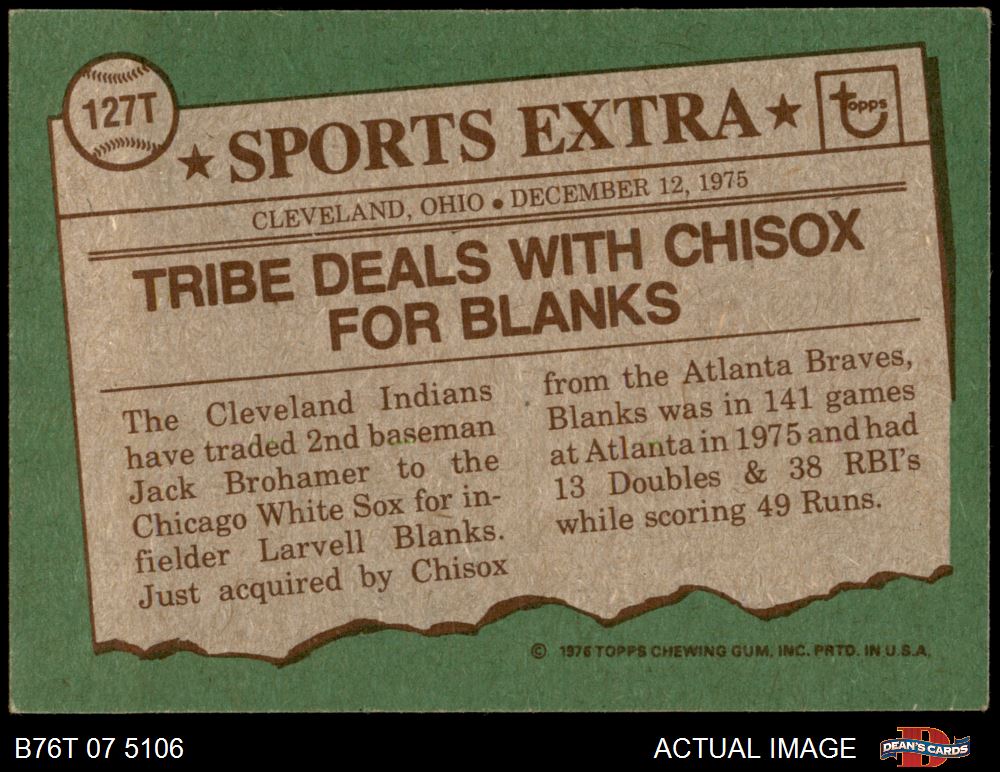 127T
★ SPORTS EXTRA ★
topps
CLEVELAND, OHIO • DECEMBER 12, 1975
TRIBE DEALS WITH CHISOX
FOR BLANKS
The Cleveland Indians
have traded 2nd baseman
Jack Brohamer to the
Chicago White Sox for in-
fielder Larvell Blanks.
Just acquired by Chisox
from the Atlanta Braves,
Blanks was in 141 games
at Atlanta in 1975 and had
13 Doubles & 38 RBI's
while scoring 49 Runs.
© 1976 TOPPS CHEWING GUM, INC. PRTD. IN U.S.A.
B76T 07 5106
ACTUAL IMAGE
DEAN'S CARDS